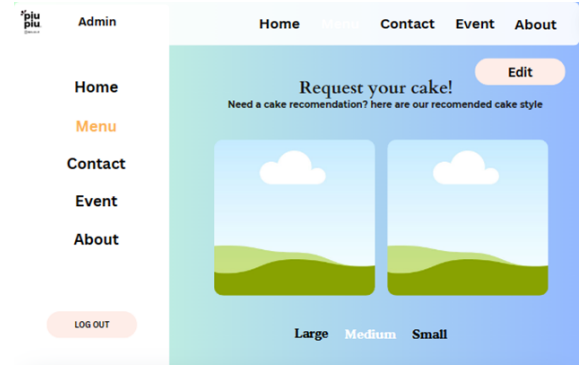 piu
piu.
Admin
Home
Menu
Contact
Event
About
LOG OUT
Home Menu Contact Event About
Edit
Request your cake!
Need a cake recomendation? here are our recomended cake style
Large Medium Small